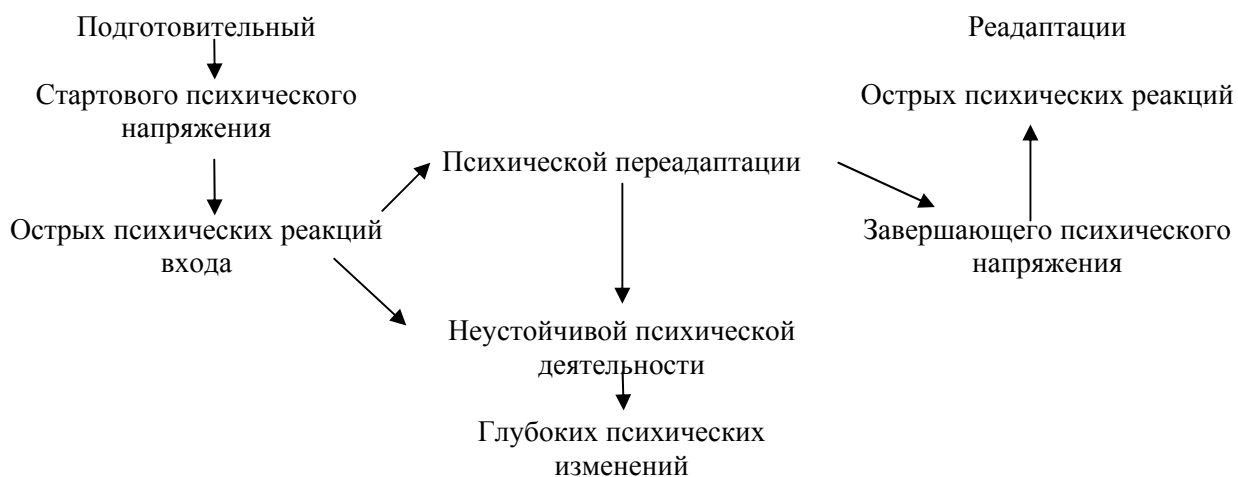 Подготовительный
Реадаптации
Стартового психического
напряжения
Острых психических реакций
Психической переадаптации
Острых психических реакций
входа
Завершающего психического
напряжения
Неустойчивой психической
деятельности
Глубоких психических
изменений